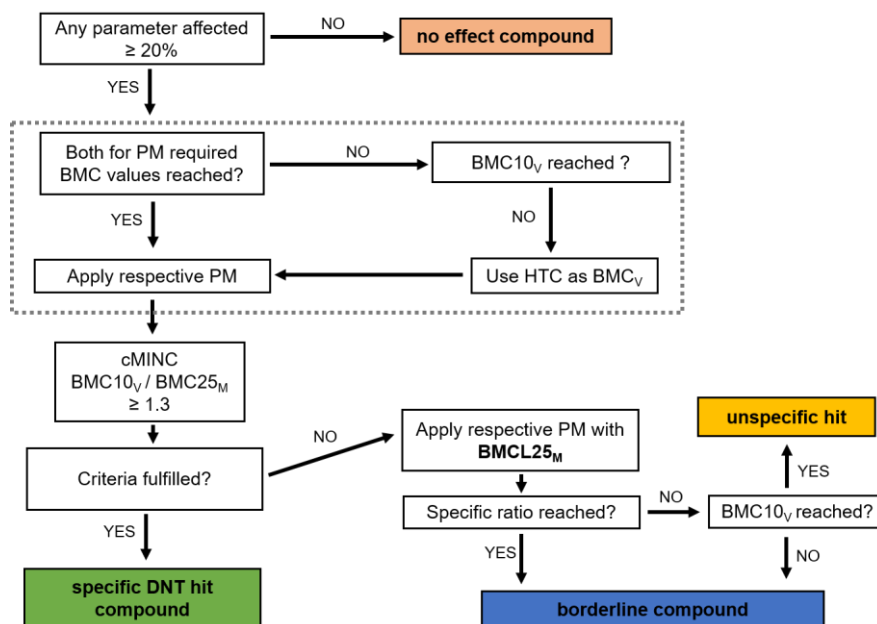 Any parameter affected
≥ 20%
NO
no effect compound
YES
Both for PM required
BMC values reached?
NO
BMC10V reached ?
YES
NO
Apply respective PM
Use HTC as BMCV
cMINC
BMC10V / BMC25M
≥ 1.3
Criteria fulfilled?
NO
Apply respective PM with
BMCL25M
unspecific hit
YES
Specific ratio reached?
NO
BMC10V reached?
YES
YES
NO
specific DNT hit
compound
borderline compound